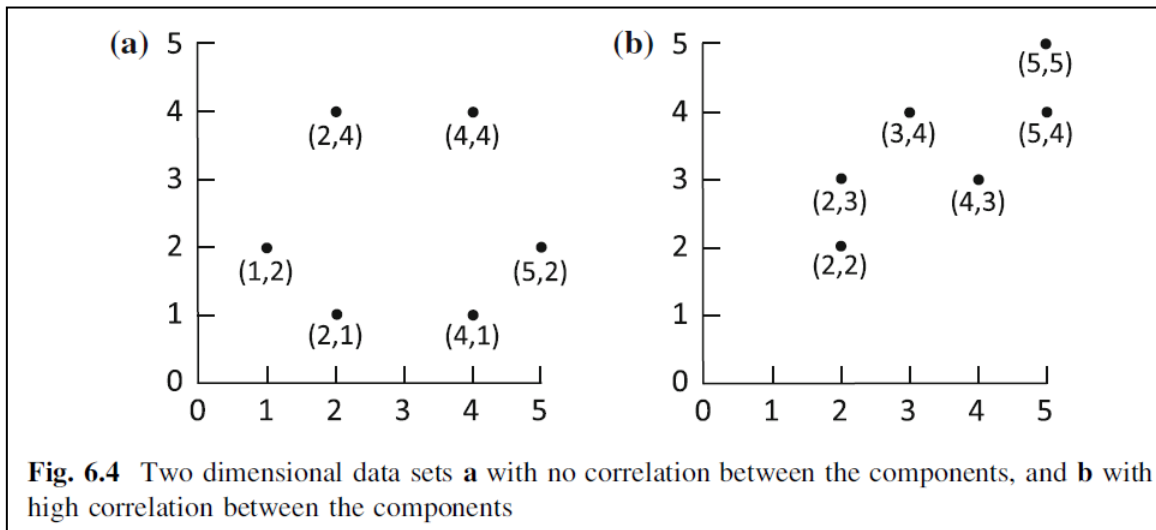 (a) 5 (b) 5
(5,5)
4 4
(2,4) (4,4) (3,4) (5,4)
3 3
(2,3) (4,3)
2 2
(1,2) (5,2) (2,2)
1 1
(2,1) (4,1)
0 0
0 1 2 3 4 5 0 1 2 3 4 5
Fig. 6.4 Two dimensional data sets a with no correlation between the components, and b with
high correlation between the components